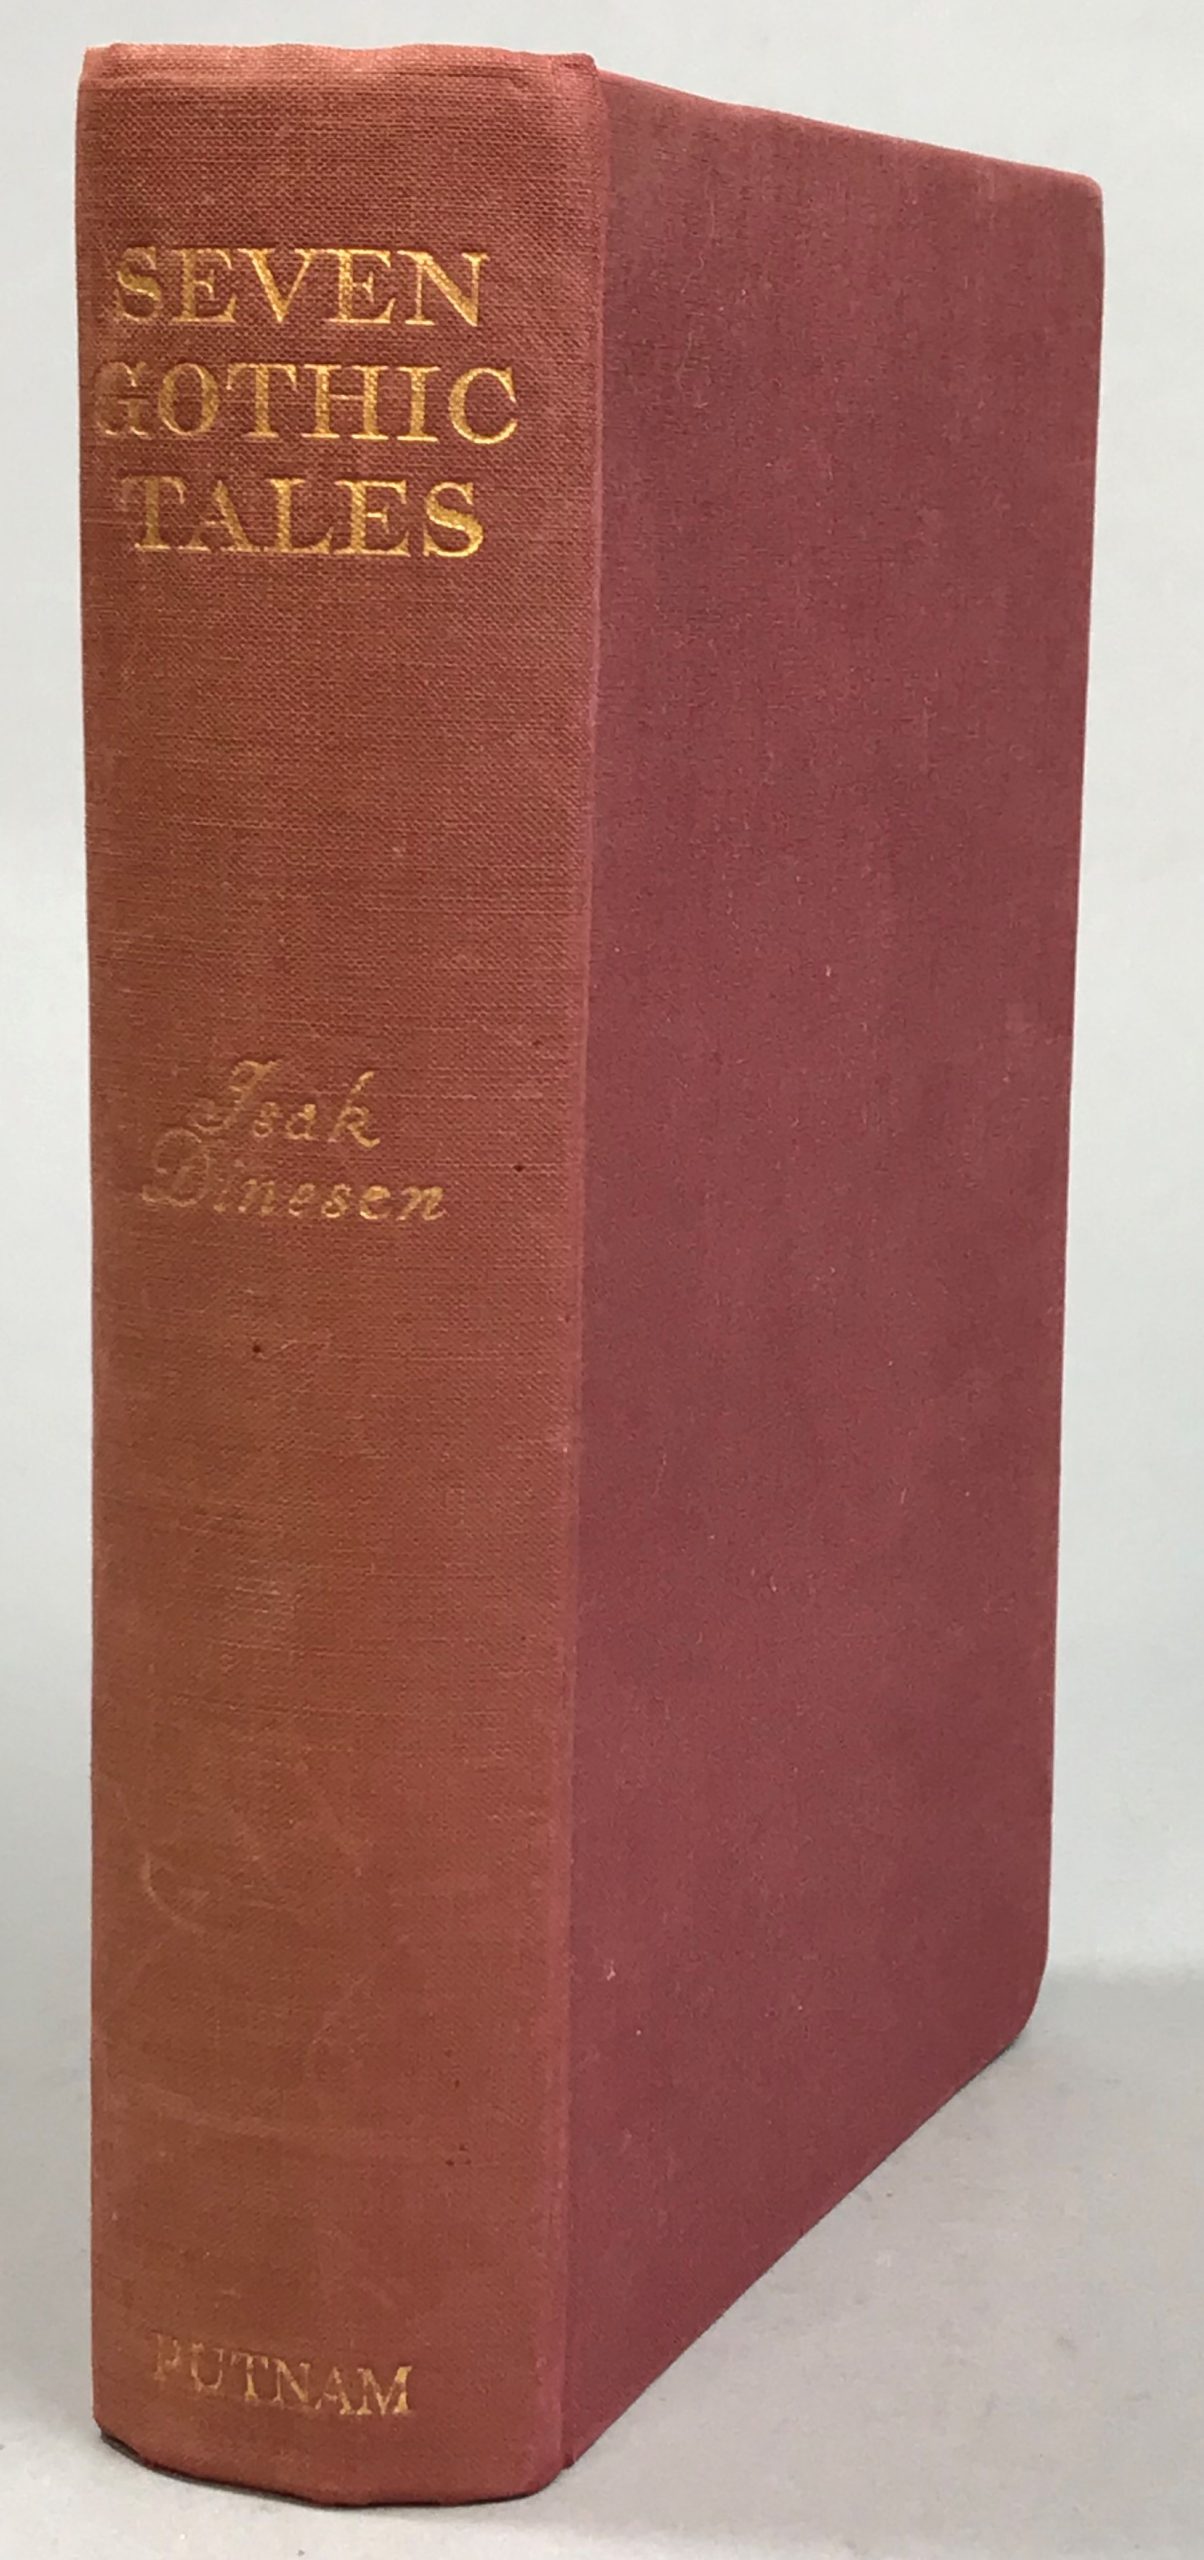 SEVEN
GOTHIC
TALES
Isak
Dinesen
PUTNAM